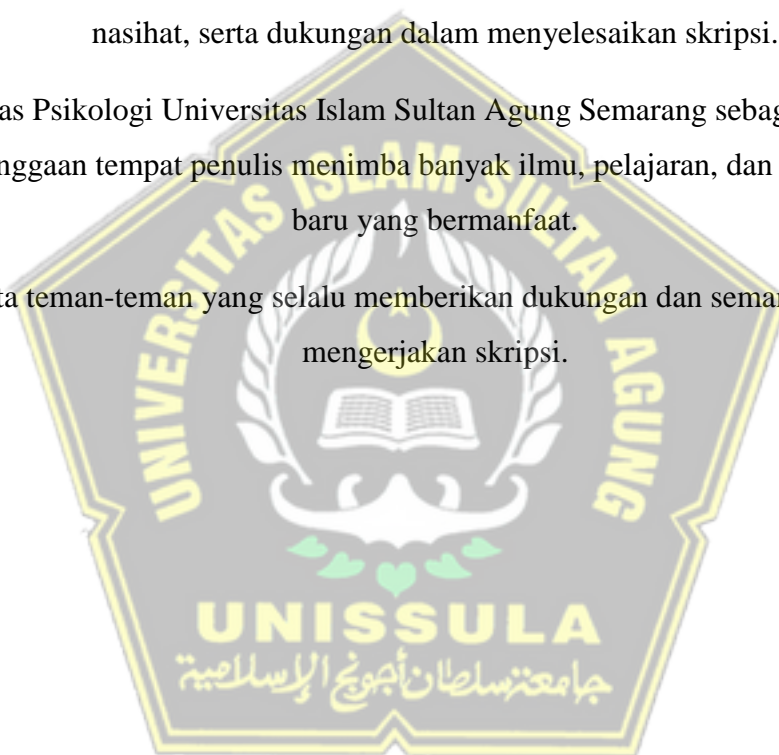 nasihat, serta dukungan dalam menyelesaikan skripsi.
as Psikologi Universitas Islam Sultan Agung Semarang sebag
nggaan tempat penulis menimba banyak ilmu, pelajaran, dan
baru yang bermanfaat.
ta teman-teman yang selalu memberikan dukungan dan semar
mengerjakan skripsi.
UNIVERSITAS ISLAM SULTAN AGUNG
UNISSULA
جامعة سلطان أجونج الإسلامية